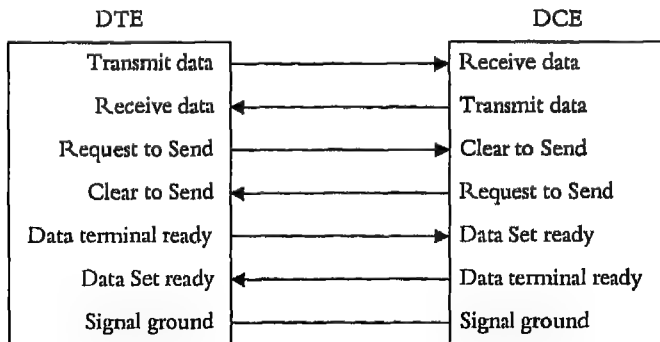 DTE DCE
Transmit data Receive data
Receive data Transmit data
Request to Send Clear to Send
Clear to Send Request to Send
Data terminal ready Data Set ready
Data Set ready Data terminal ready
Signal ground Signal ground